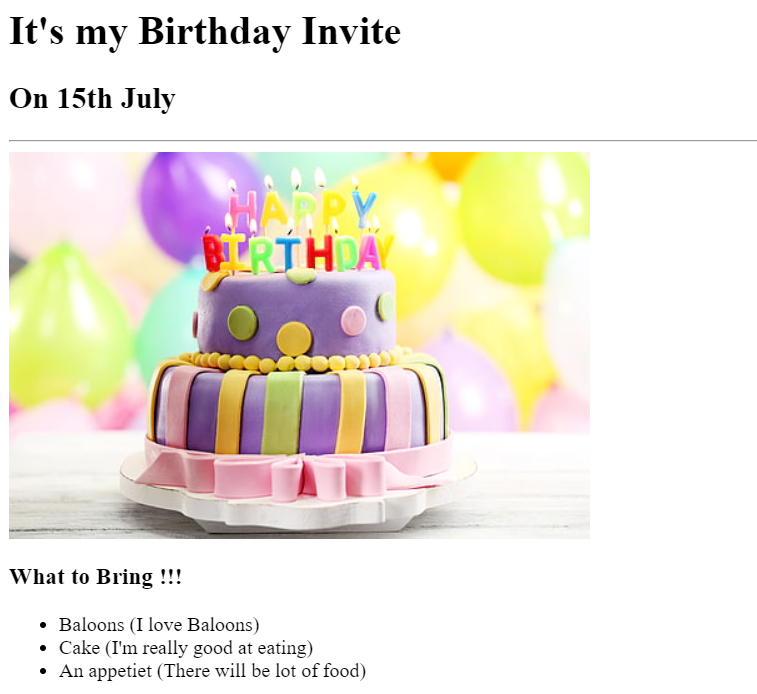 It's my Birthday Invite
On 15th July
HAPPY
BIRTHDAY
What to Bring !!!
Baloons (I love Baloons)
Cake (I'm really good at eating)
An appetiet (There will be lot of food)